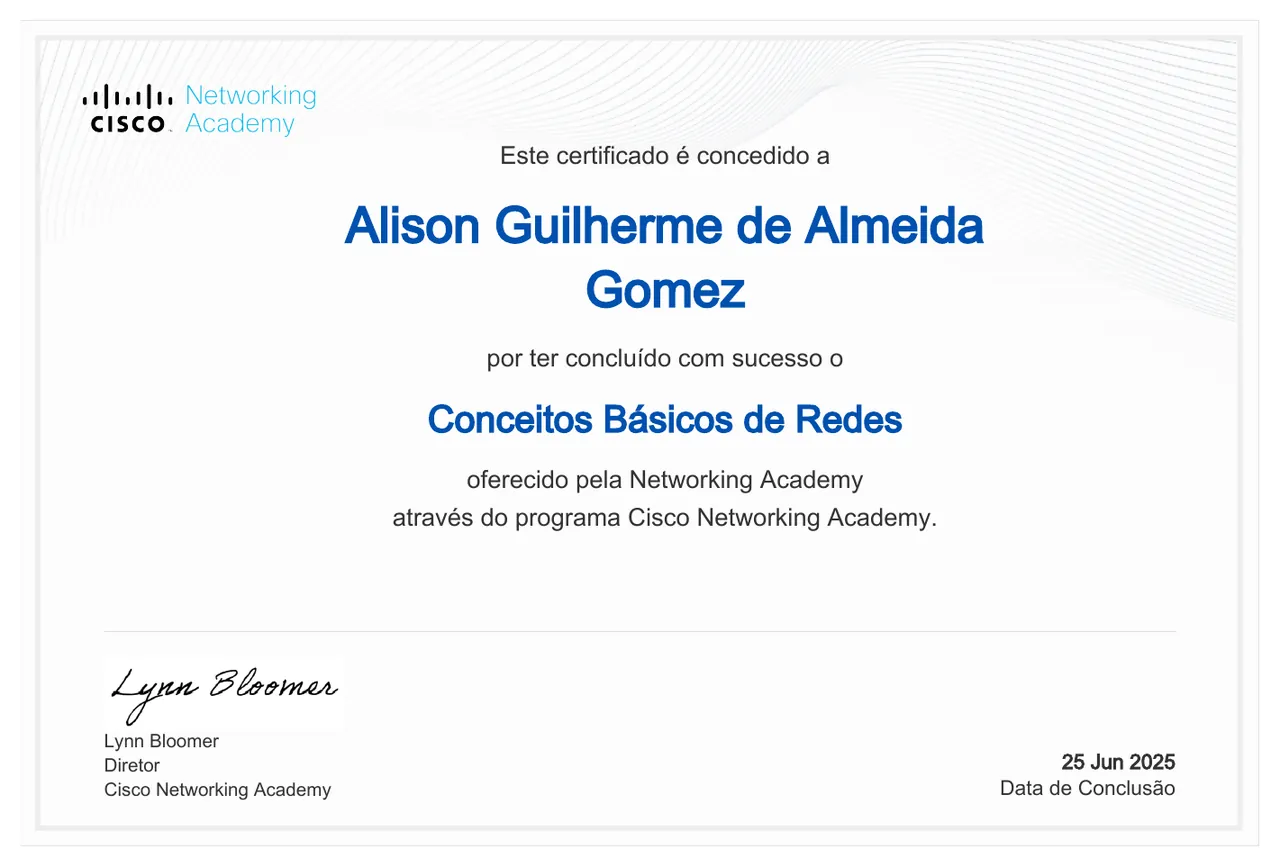 Networking
CISCO Academy
Este certificado é concedido a
Alison Guilherme de Almeida
Gomez
por ter concluído com sucesso o
Conceitos Básicos de Redes
oferecido pela Networking Academy
através do programa Cisco Networking Academy.
Lynn Bloomer
Lynn Bloomer
Diretor
Cisco Networking Academy
25 Jun 2025
Data de Conclusão